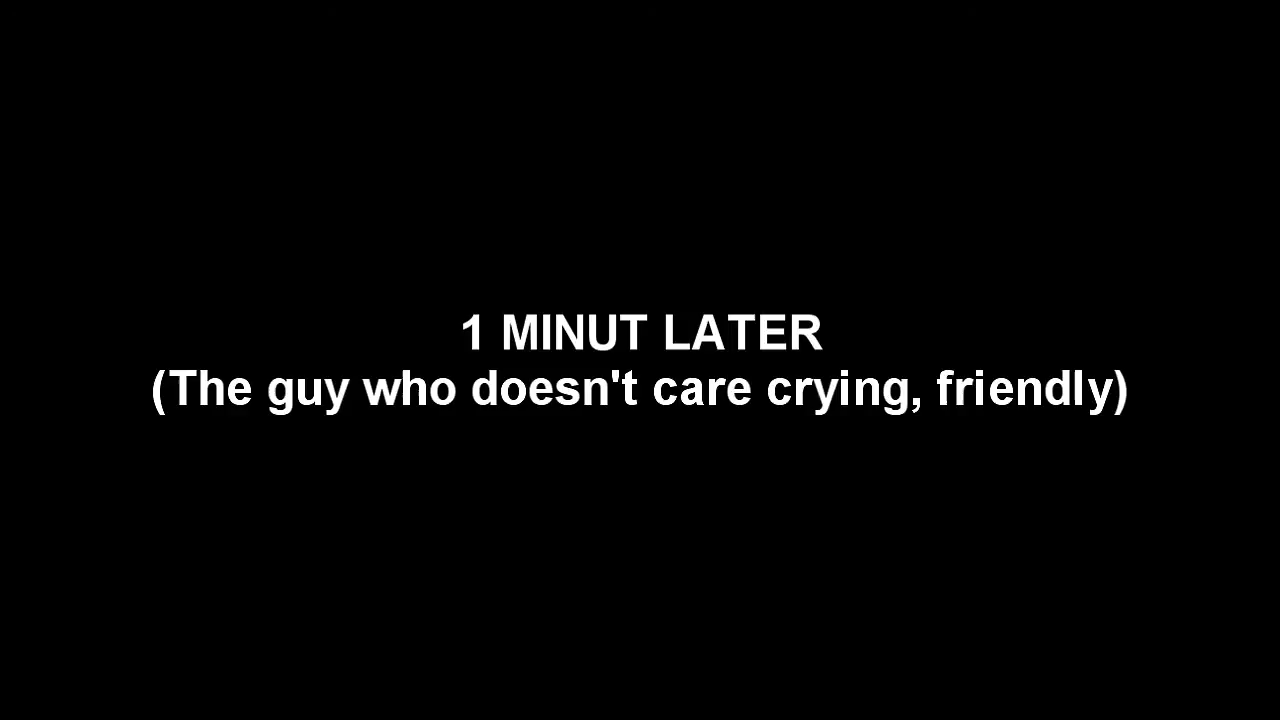 1 MINUT LATER
(The guy who doesn't care crying, friendly)